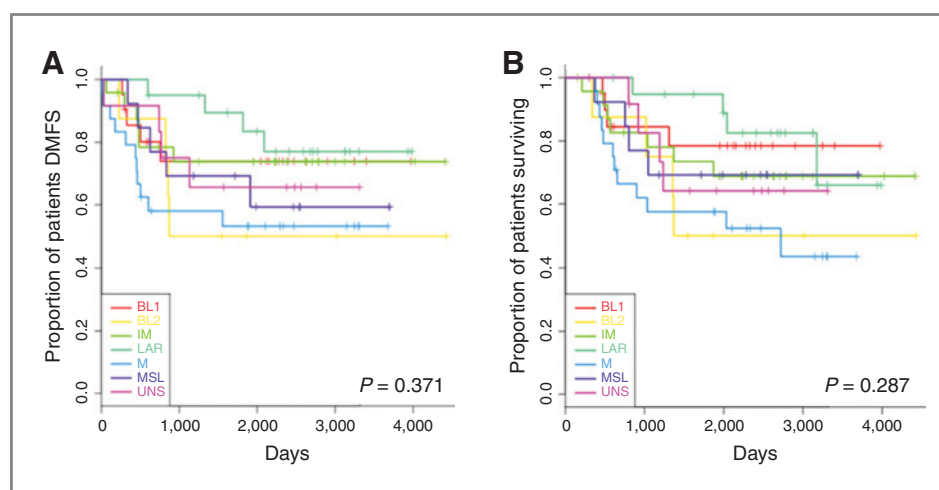 A
Proportion of patients DMFS
1.0
0.8
0.6
0.4
0.2
0.0
BL1
BL2
IM
LAR
M
MSL
UNS
P = 0.371
0 1,000 2,000 3,000 4,000
Days
B
Proportion of patients surviving
1.0
0.8
0.6
0.4
0.2
0.0
BL1
BL2
IM
LAR
M
MSL
UNS
P = 0.287
0 1,000 2,000 3,000 4,000
Days